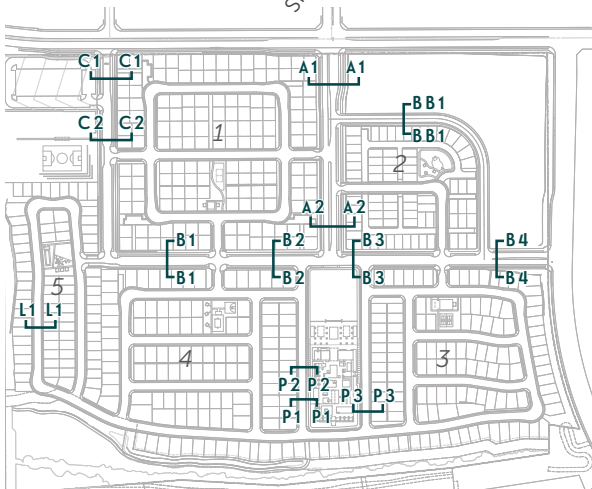 C1 C1
A1 A1
BB1
C2 C2
BB1
1
2
A2 A2
B1 B2 B3 B4
B1 B2 B3 B4
5
L1 L1
4
3
P2 P2
P3 P3
P1 P1